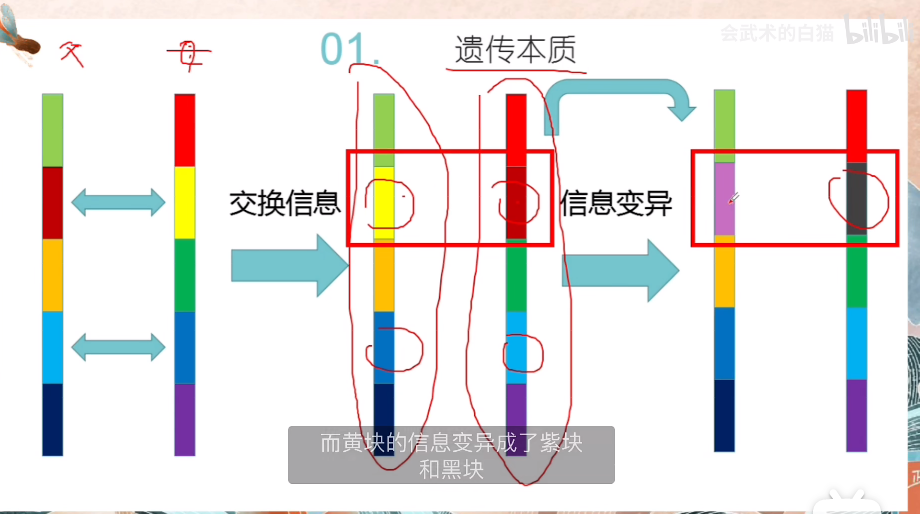 会武术的白猫 bilibili
父
母
01.
遗传本质
交换信息
信息变异
而黄块的信息变异成了紫块
和黑块